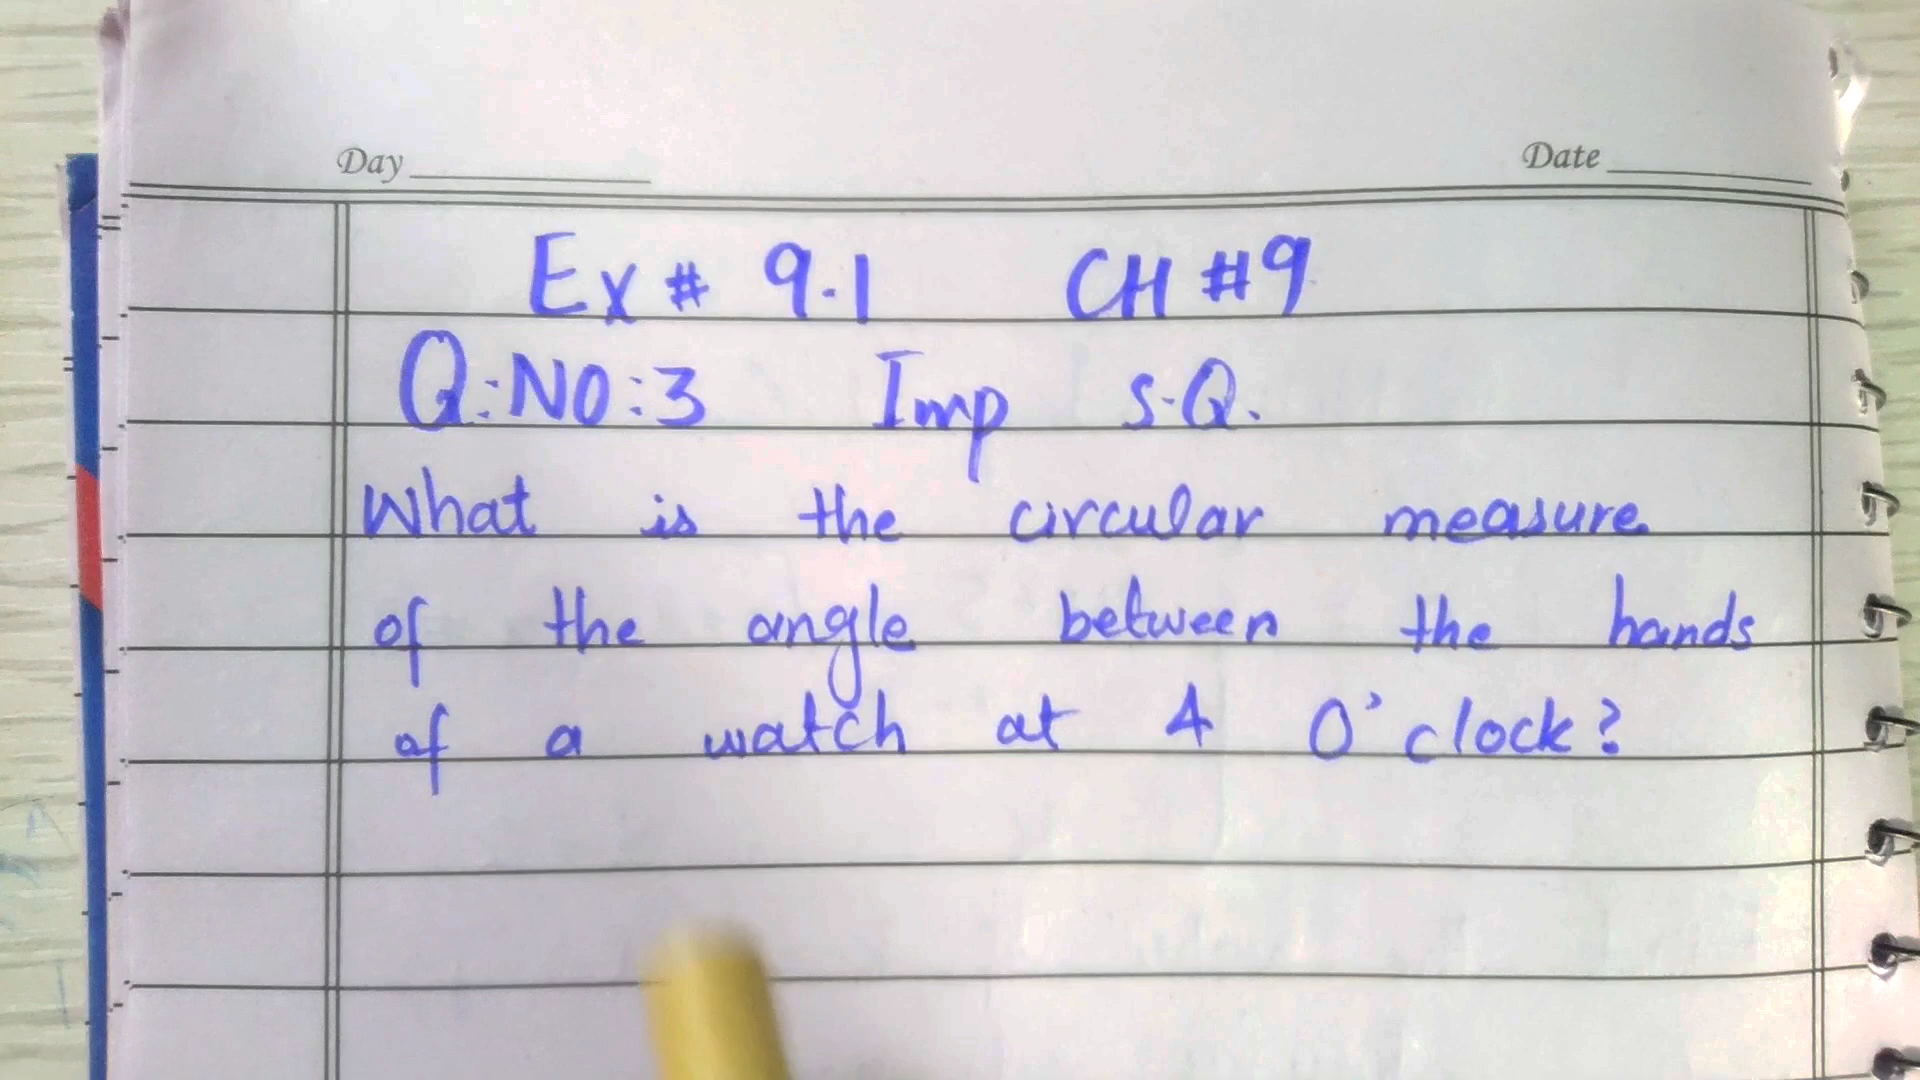 Day Date
Ex # 9.1 CH #9
Q:NO:3 Imp S.Q.
What is the circular measure
of the angle between the hands
of a watch at 4 O'clock?